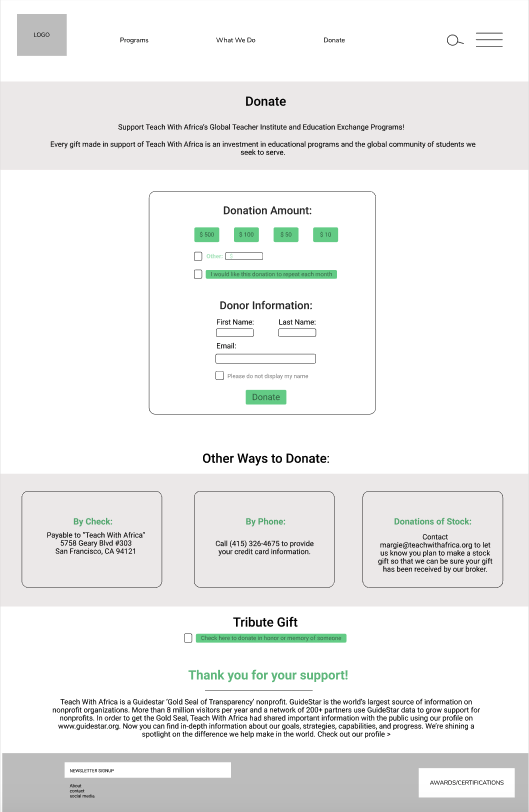 LOGO
Programs
What We Do
Donate
Donate
Support Teach With Africa's Global Teacher Institute and Education Exchange Programs!
Every gift made in support of Teach With Africa is an investment in educational programs and the global community of students we
seek to serve.
Donation Amount:
$ 500 $ 100 $ 50 $ 10
Other: $
I would like this donation to repeat each month
Donor Information:
First Name: Last Name:
Email:
Please do not display my name
Donate
Other Ways to Donate:
By Check:
Payable to "Teach With Africa"
5758 Geary Blvd #303
San Francisco, CA 94121
By Phone:
Call (415) 326-4675 to provide
your credit card information.
Donations of Stock:
Contact
margie@teachwithafrica.org to let
us know you plan to make a stock
gift so that we can be sure your gift
has been received by our broker.
Tribute Gift
Check here to donate in honor or memory of someone
Thank you for your support!
Teach With Africa is a Guidestar 'Gold Seal of Transparency' nonprofit. GuideStar is the world's largest source of information on
nonprofit organizations. More than 8 million visitors per year and a network of 200+ partners use GuideStar data to grow support for
nonprofits. In order to get the Gold Seal, Teach With Africa had shared important information with the public using our profile on
www.guidestar.org. Now you can find in-depth information about our goals, strategies, capabilities, and progress. We're shining a
spotlight on the difference we help make in the world. Check out our profile >
NEWSLETTER SIGNUP
About
contact
social media
AWARDS/CERTIFICATIONS